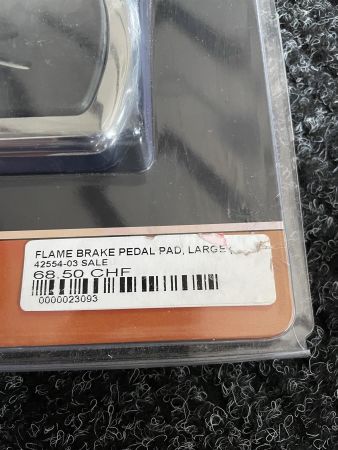 FLAME BRAKE PEDAL PAD, LARGE
42554-03 SALE
68.50 CHF
0000023093